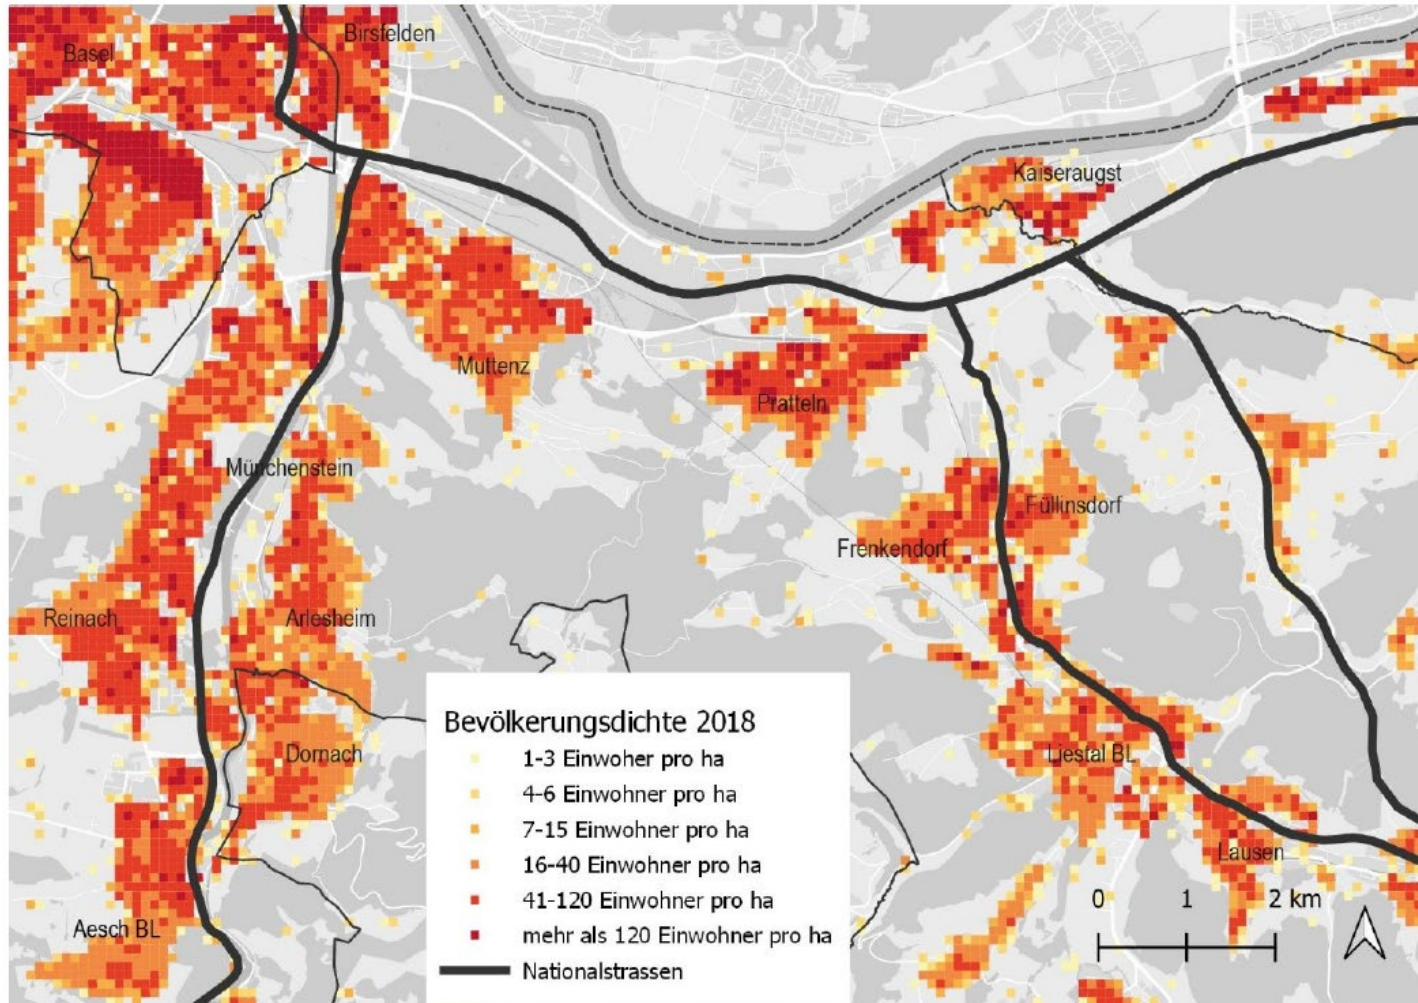 Birsfelden
Basel
Kaiseraugst
Muttenz
Pratteln
Münchenstein
Füllinsdorf
Frenkendorf
Reinach
Arlesheim
Dornach
Liestal BL
Lausen
Aesch BL
Bevölkerungsdichte 2018
1-3 Einwoher pro ha
4-6 Einwohner pro ha
7-15 Einwohner pro ha
16-40 Einwohner pro ha
41-120 Einwohner pro ha
mehr als 120 Einwohner pro ha
Nationalstrassen
0 1 2 km